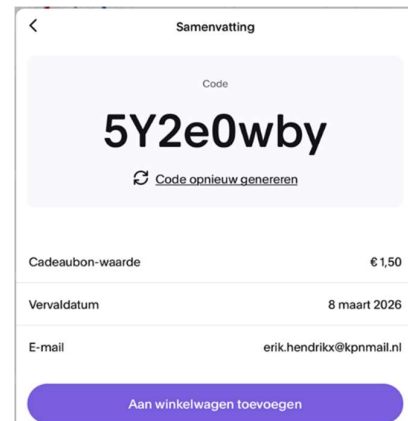 Samenvatting
Code
5Y2e0wby
Code opnieuw genereren
Cadeaubon-waarde € 1,50
Vervaldatum 8 maart 2026
E-mail erik.hendrikx@kpnmail.nl
Aan winkelwagen toevoegen